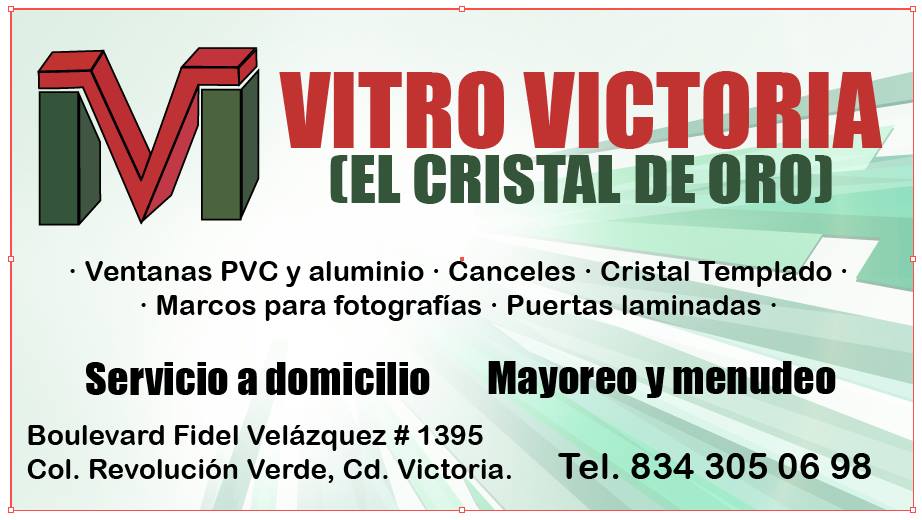 VITRO VICTORIA
(EL CRISTAL DE ORO)
· Ventanas PVC y aluminio · Canceles · Cristal Templado ·
· Marcos para fotografías · Puertas laminadas ·
Servicio a domicilio Mayoreo y menudeo
Boulevard Fidel Velázquez # 1395
Col. Revolución Verde, Cd. Victoria.
Tel. 834 305 06 98